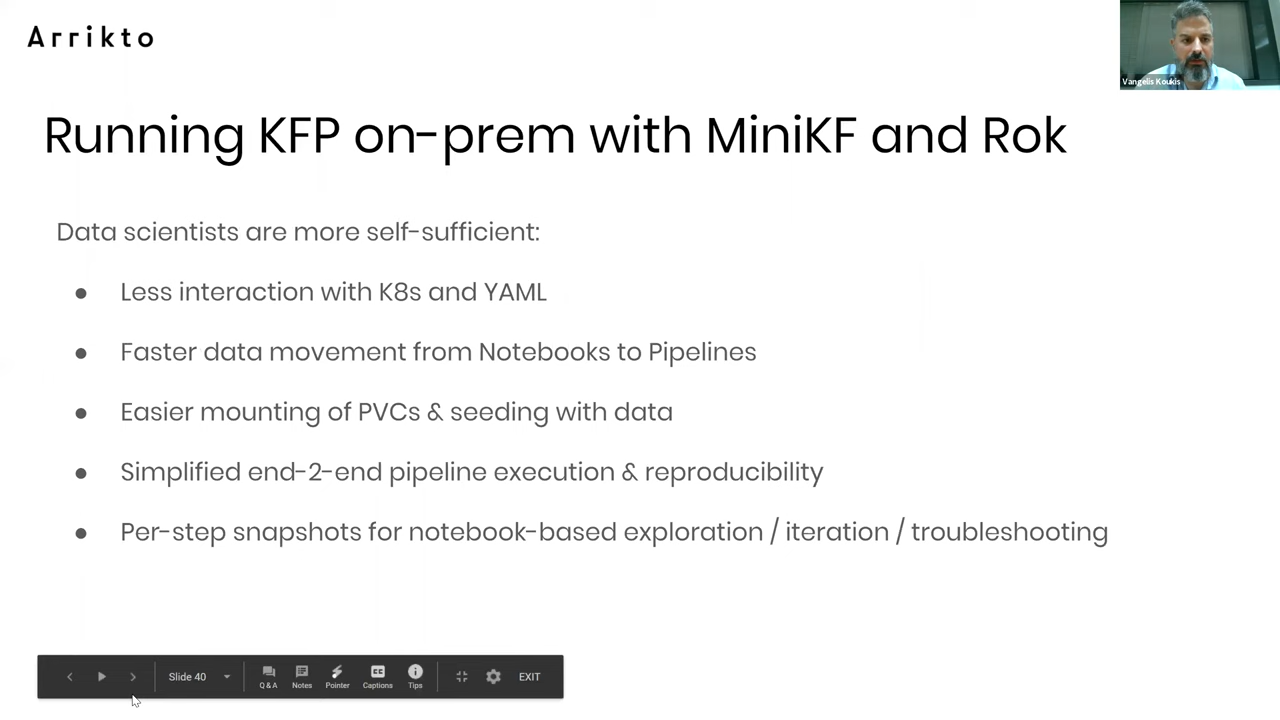 Arrikto
Vangelis Koukis
Running KFP on-prem with MiniKF and Rok
Data scientists are more self-sufficient:
● Less interaction with K8s and YAML
● Faster data movement from Notebooks to Pipelines
● Easier mounting of PVCs & seeding with data
● Simplified end-2-end pipeline execution & reproducibility
● Per-step snapshots for notebook-based exploration / iteration / troubleshooting
Slide 40
Q & A
Notes
Pointer
CC
Captions
Tips
EXIT